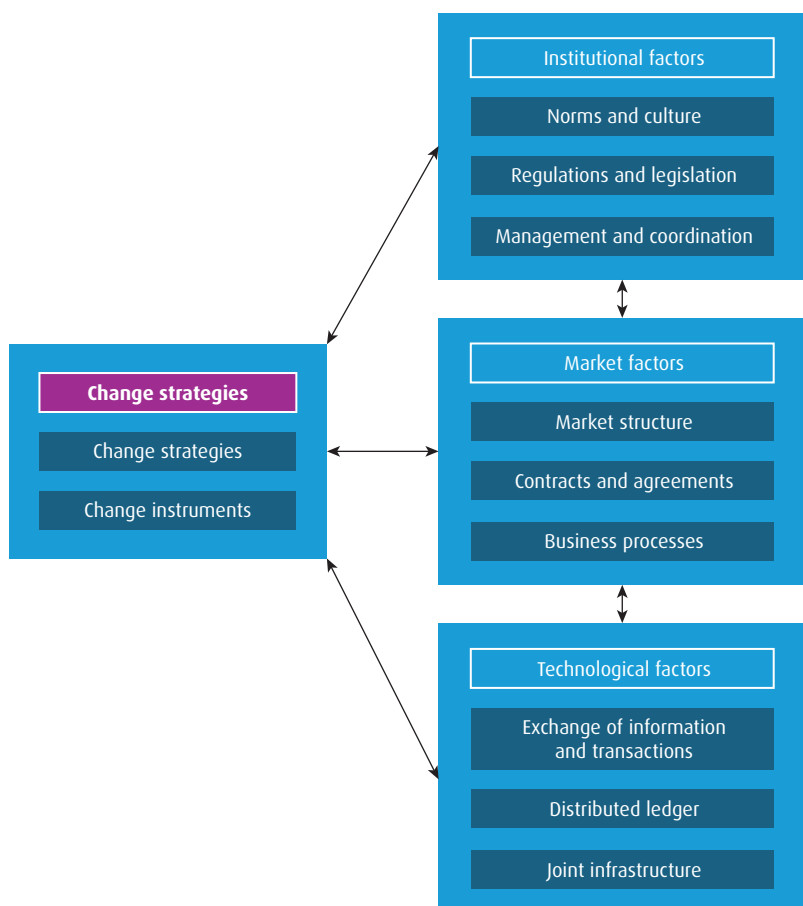 Institutional factors
Norms and culture
Regulations and legislation
Management and coordination
Change strategies
Change strategies
Change instruments
Market factors
Market structure
Contracts and agreements
Business processes
Technological factors
Exchange of information
and transactions
Distributed ledger
Joint infrastructure